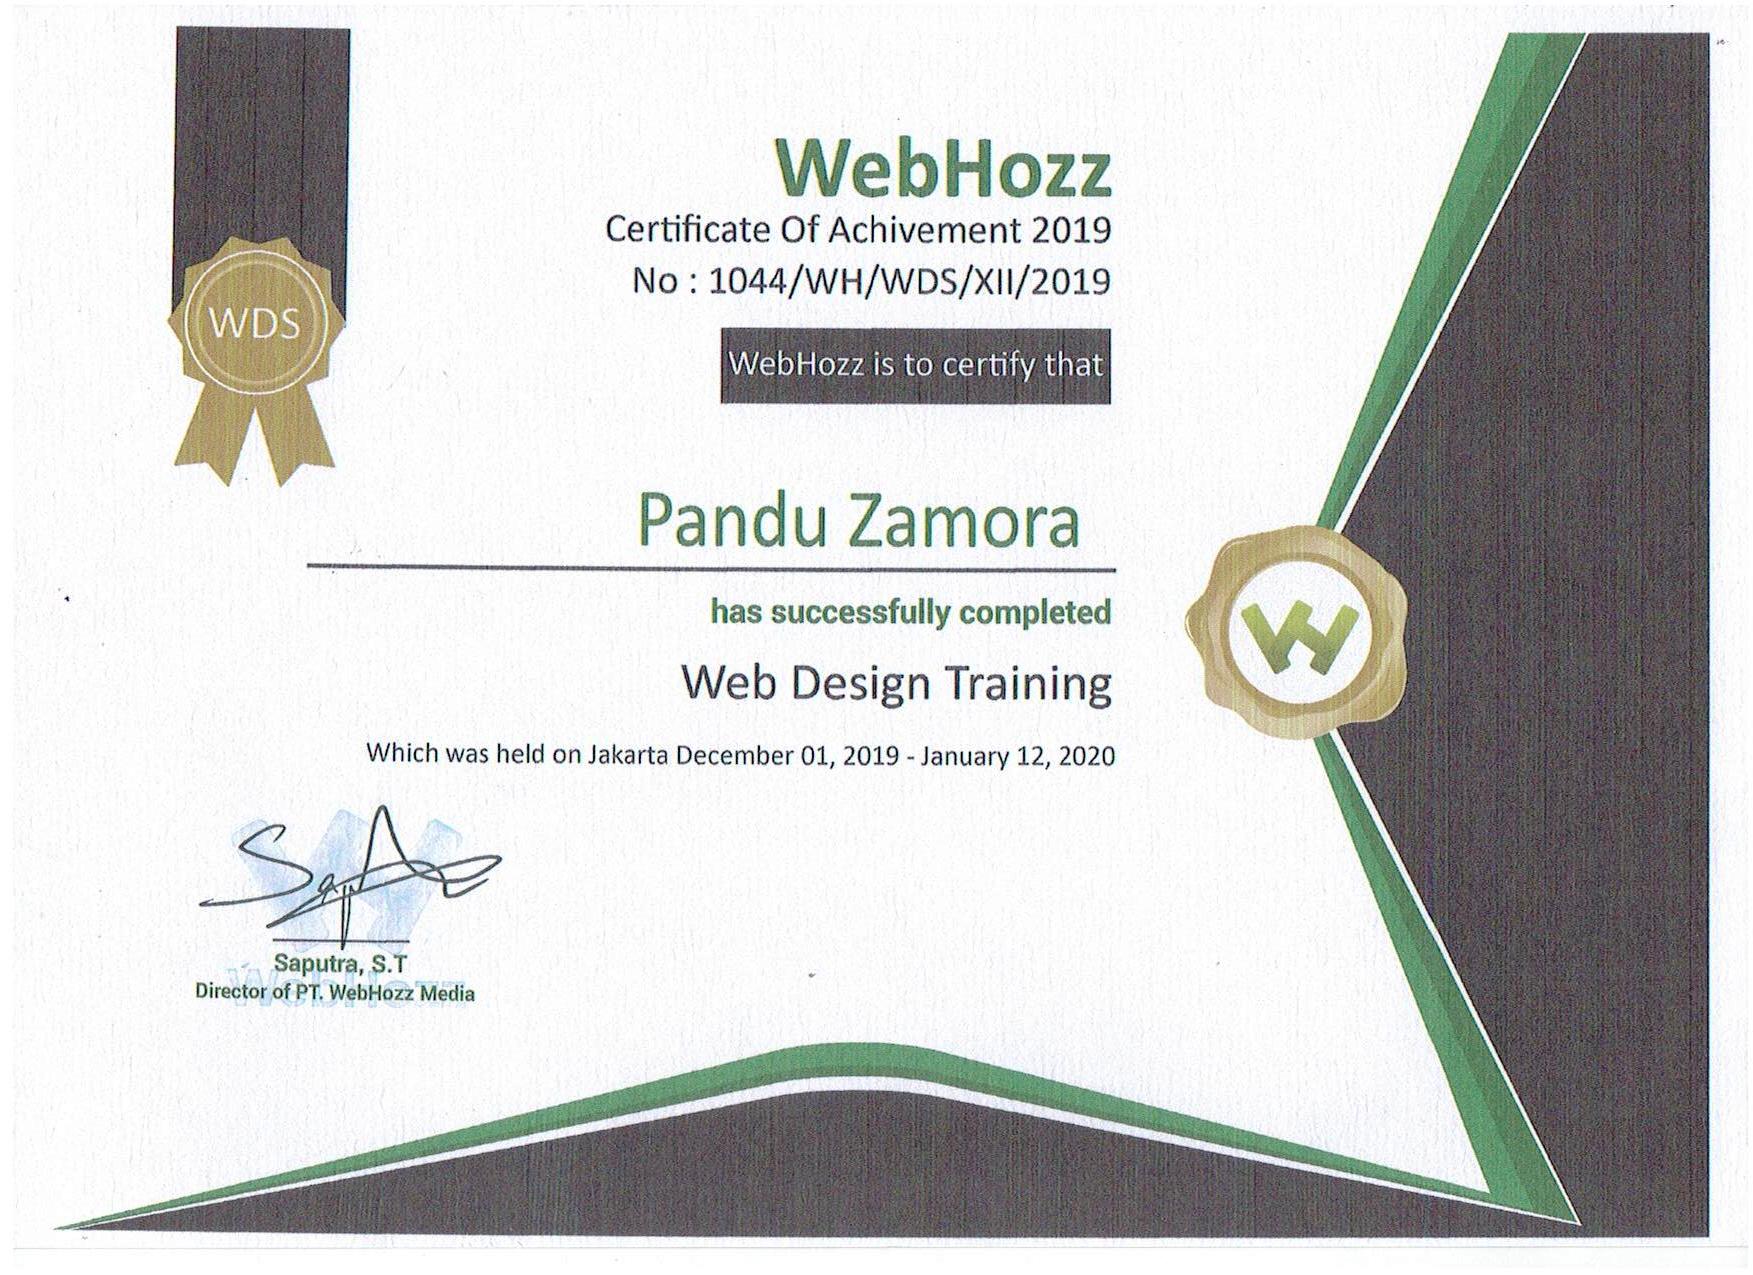 WebHozz
Certificate Of Achivement 2019
No : 1044/WH/WDS/XII/2019
WDS
WebHozz is to certify that
Pandu Zamora
has successfully completed
Web Design Training
Which was held on Jakarta December 01, 2019 - January 12, 2020
Saputra, S.T
Director of PT. WebHozz Media
WebHozz